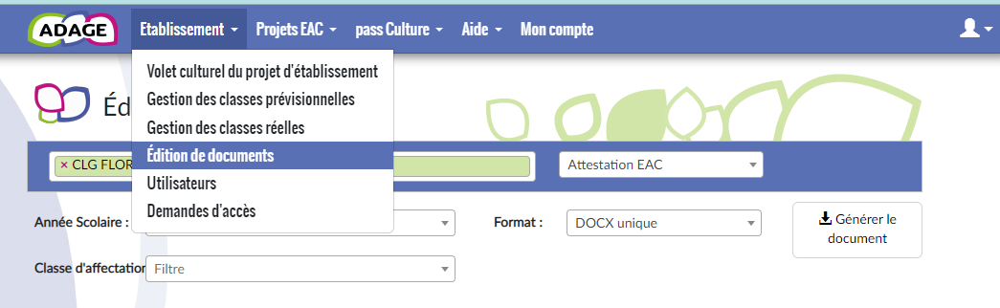 ADAGE
Etablissement Projets EAC pass Culture Aide Mon compte
Volet culturel du projet d'établissement
Gestion des classes prévisionnelles
Gestion des classes réelles
Édition de documents
Utilisateurs
Demandes d'accès
Éd
× CLG FLOR
Attestation EAC
Année Scolaire :
Format :
DOCX unique
Générer le
document
Classe d'affectation
Filtre